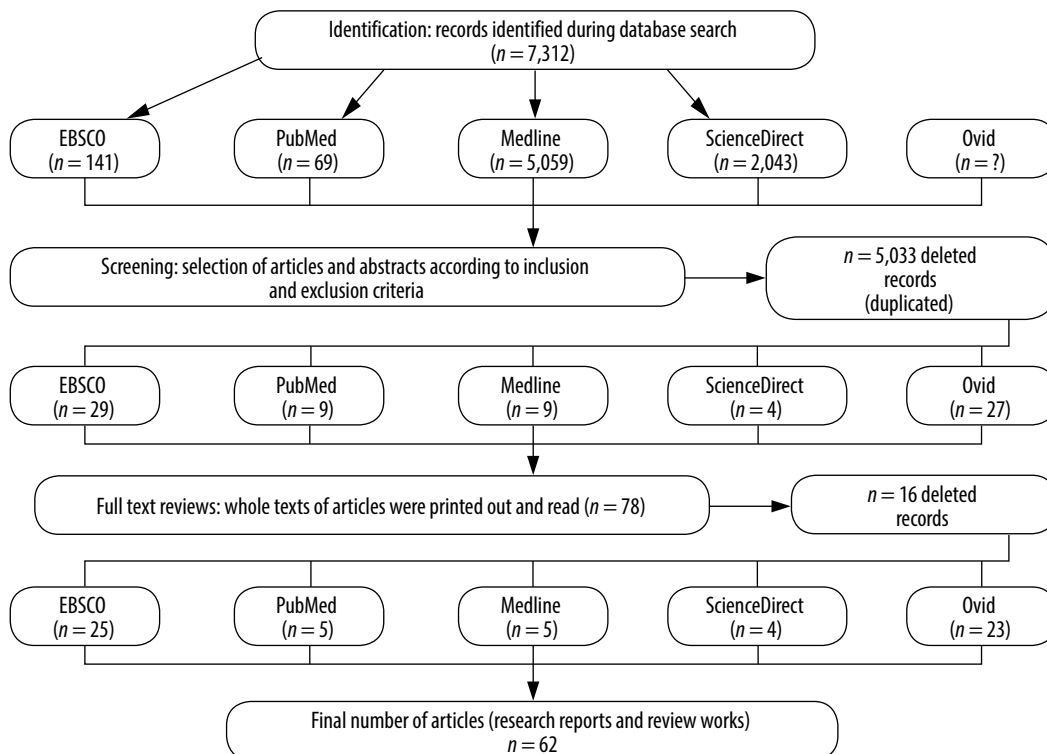 Identification: records identified during database search
(n = 7,312)
EBSCO
(n = 141)
PubMed
(n = 69)
Medline
(n = 5,059)
ScienceDirect
(n = 2,043)
Ovid
(n = ?)
Screening: selection of articles and abstracts according to inclusion
and exclusion criteria
n = 5,033 deleted
records
(duplicated)
EBSCO
(n = 29)
PubMed
(n = 9)
Medline
(n = 9)
ScienceDirect
(n = 4)
Ovid
(n = 27)
Full text reviews: whole texts of articles were printed out and read (n = 78)
n = 16 deleted
records
EBSCO
(n = 25)
PubMed
(n = 5)
Medline
(n = 5)
ScienceDirect
(n = 4)
Ovid
(n = 23)
Final number of articles (research reports and review works)
n = 62